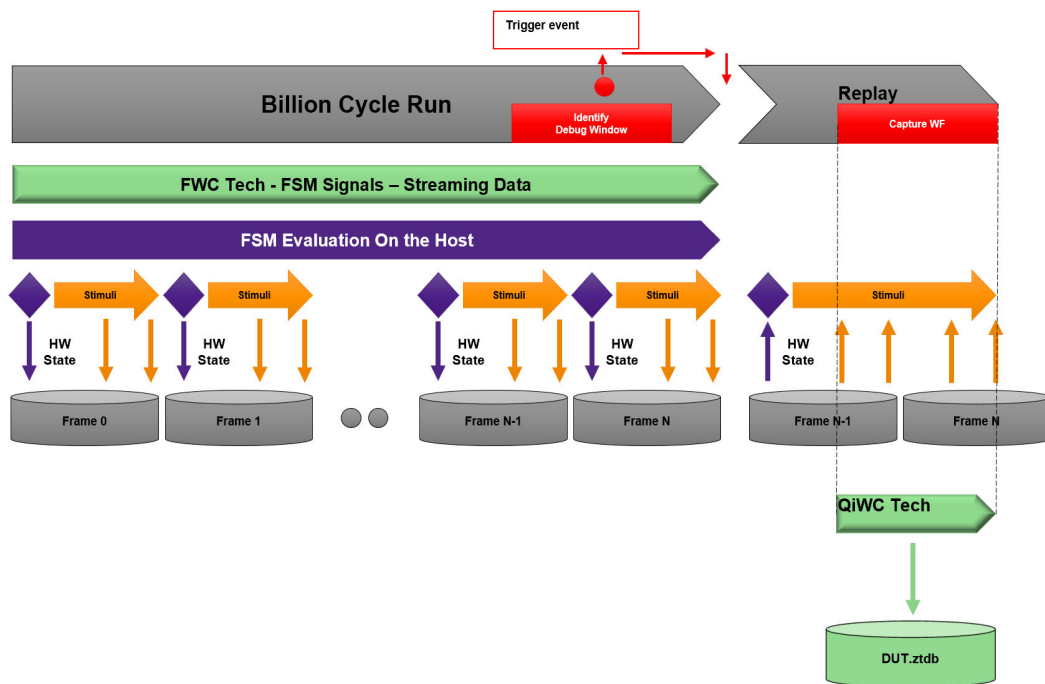 Trigger event
Billion Cycle Run
Identify
Debug Window
Replay
Capture WF
FWC Tech - FSM Signals – Streaming Data
FSM Evaluation On the Host
Stimuli
Stimuli
Stimuli
Stimuli
Stimuli
HW
State
HW
State
HW
State
HW
State
HW
State
Frame 0
Frame 1
Frame N-1
Frame N
Frame N-1
Frame N
QiWC Tech
DUT.ztdb